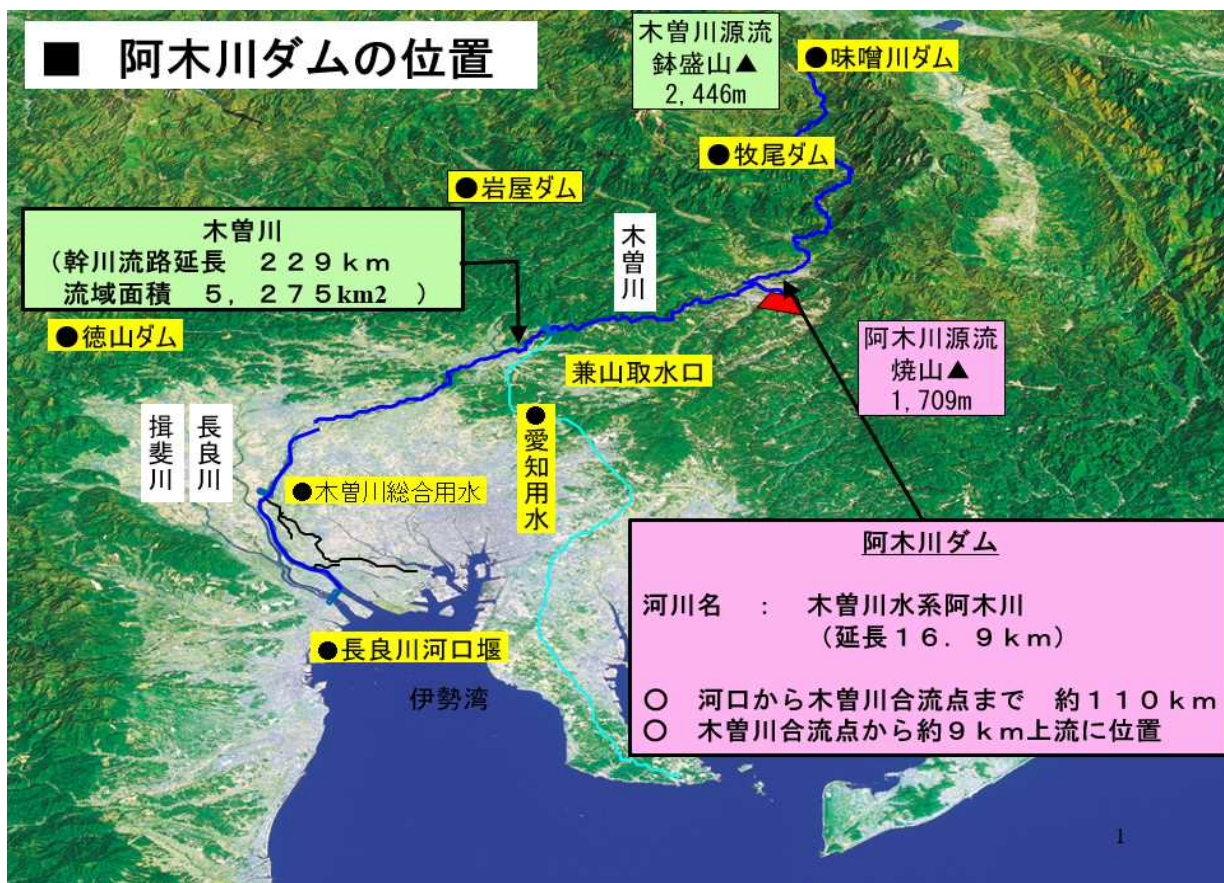 ■ 阿木川ダムの位置
木曽川源流
鉢盛山▲
2,446m
●味噌川ダム
●牧尾ダム
●岩屋ダム
木曽川
（幹川流路延長 ２２９ｋｍ
流域面積 ５，２７５km2 ）
木曽川
●徳山ダム
兼山取水口
阿木川源流
焼山▲
1,709m
揖斐川
長良川
●愛知用水
●木曽川総合用水
●長良川河口堰
伊勢湾
阿木川ダム
河川名 ： 木曽川水系阿木川
（延長１６．９ｋｍ）
○ 河口から木曽川合流点まで 約１１０ｋｍ
○ 木曽川合流点から約９ｋｍ上流に位置
1